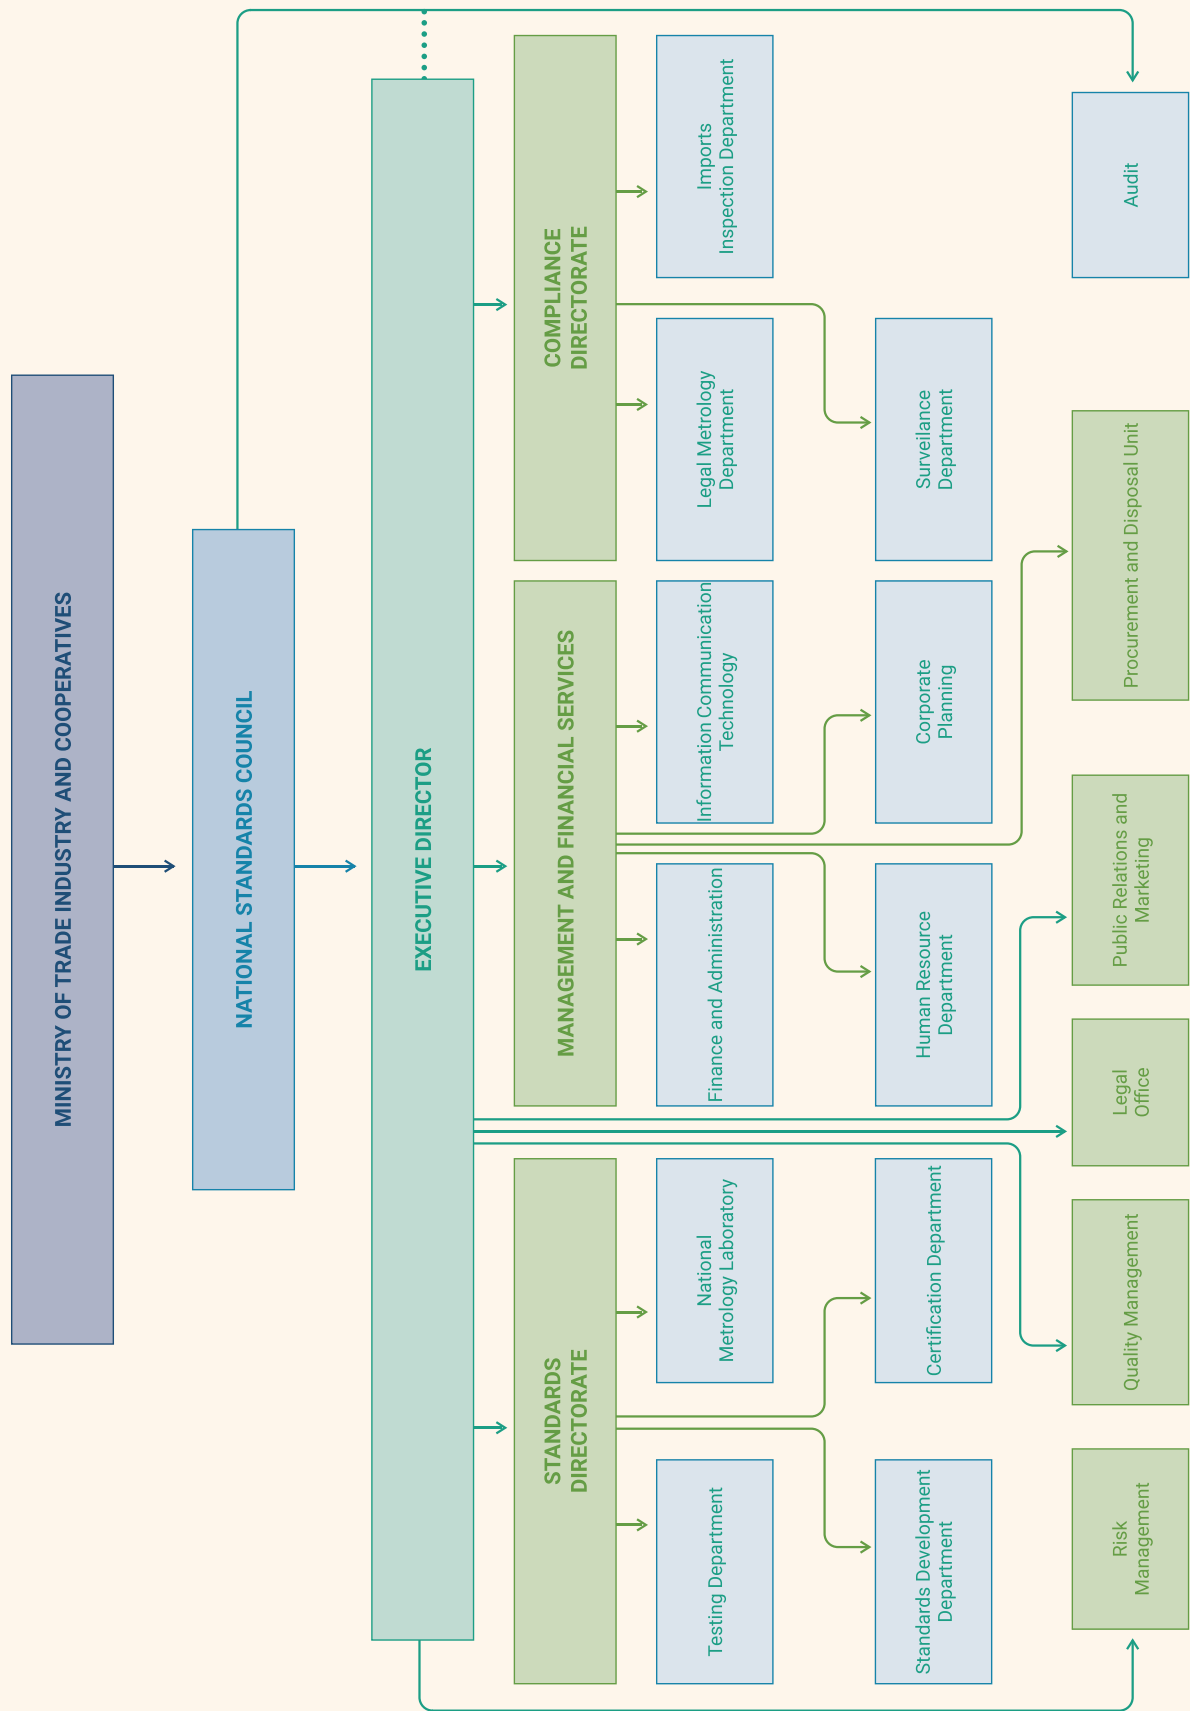 MINISTRY OF TRADE INDUSTRY AND COOPERATIVES
NATIONAL STANDARDS COUNCIL
EXECUTIVE DIRECTOR
STANDARDS
DIRECTORATE
MANAGEMENT AND FINANCIAL SERVICES
COMPLIANCE
DIRECTORATE
Testing Department
National
Metrology Laboratory
Finance and Administration
Information Communication
Technology
Legal Metrology
Department
Imports
Inspection Department
Standards Development
Department
Certification Department
Human Resource
Department
Corporate
Planning
Surveilance
Department
Risk
Management
Quality Management
Legal
Office
Public Relations and
Marketing
Procurement and Disposal Unit
Audit